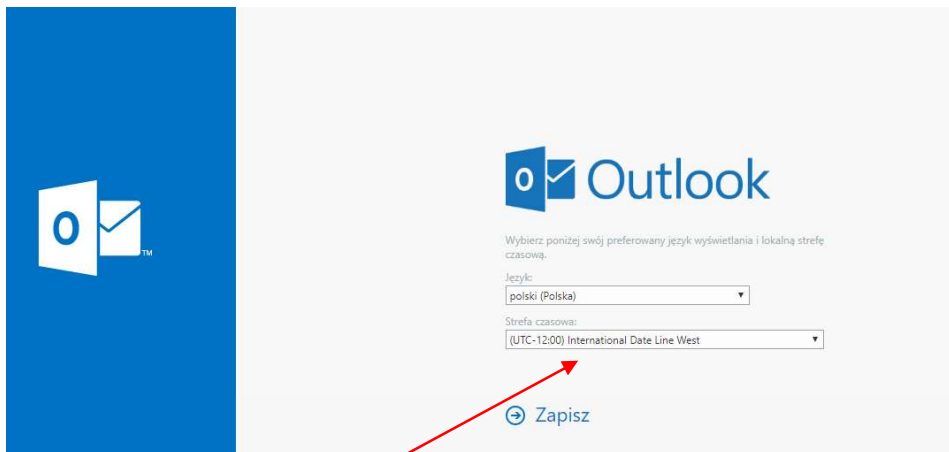 O
TM
O Outlook
Wybierz poniżej swój preferowany język wyświetlania i lokalną strefę
czasową.
Język:
polski (Polska)
Strefa czasowa:
(UTC-12:00) International Date Line West
Zapisz